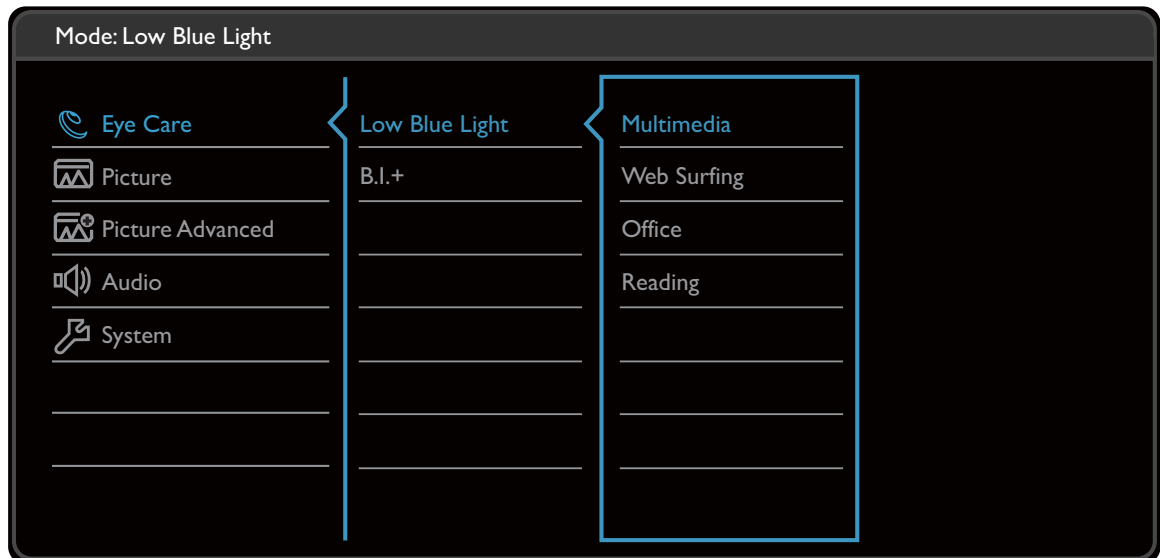 Mode: Low Blue Light
Eye Care
Low Blue Light
Multimedia
Picture
B.I.+
Web Surfing
Picture Advanced
Office
Audio
Reading
System